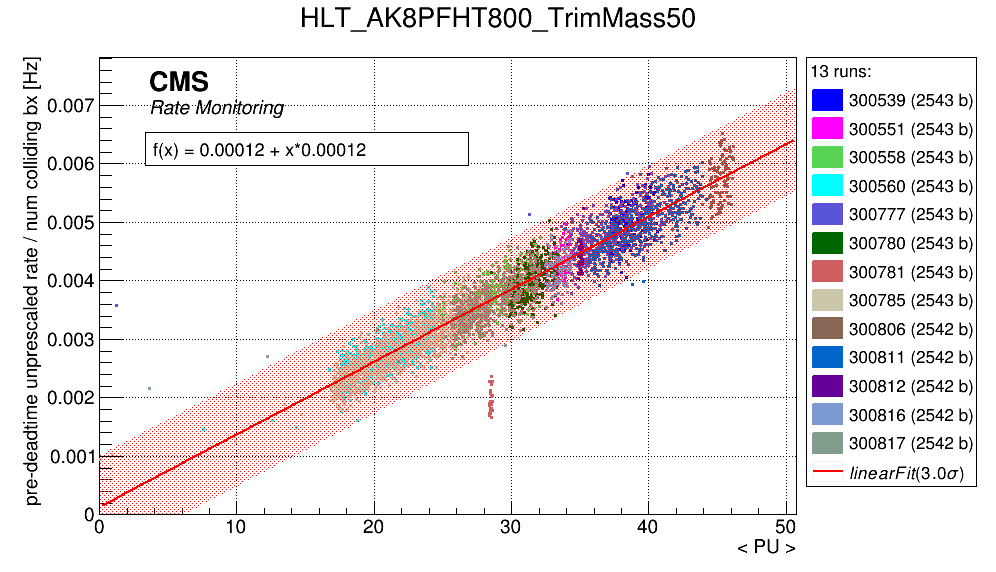 HLT_AK8PFHT800_TrimMass50
pre-deadtime unprescaled rate / num colliding bx [Hz]
CMS
Rate Monitoring
f(x) = 0.00012 + x*0.00012
0.007
0.006
0.005
0.004
0.003
0.002
0.001
0
0
10
20
30
40
50
< PU >
13 runs:
300539 (2543 b)
300551 (2543 b)
300558 (2543 b)
300560 (2543 b)
300777 (2543 b)
300780 (2543 b)
300781 (2543 b)
300785 (2543 b)
300806 (2542 b)
300811 (2542 b)
300812 (2542 b)
300816 (2542 b)
300817 (2542 b)
linearFit(3.0σ)